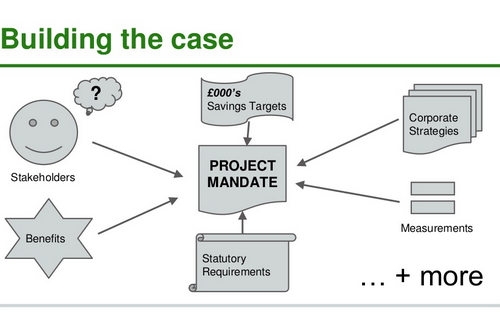 Building the case
?
£000's
Savings Targets
Corporate
Strategies
PROJECT
MANDATE
Stakeholders
Benefits
Measurements
Statutory
Requirements
... + more